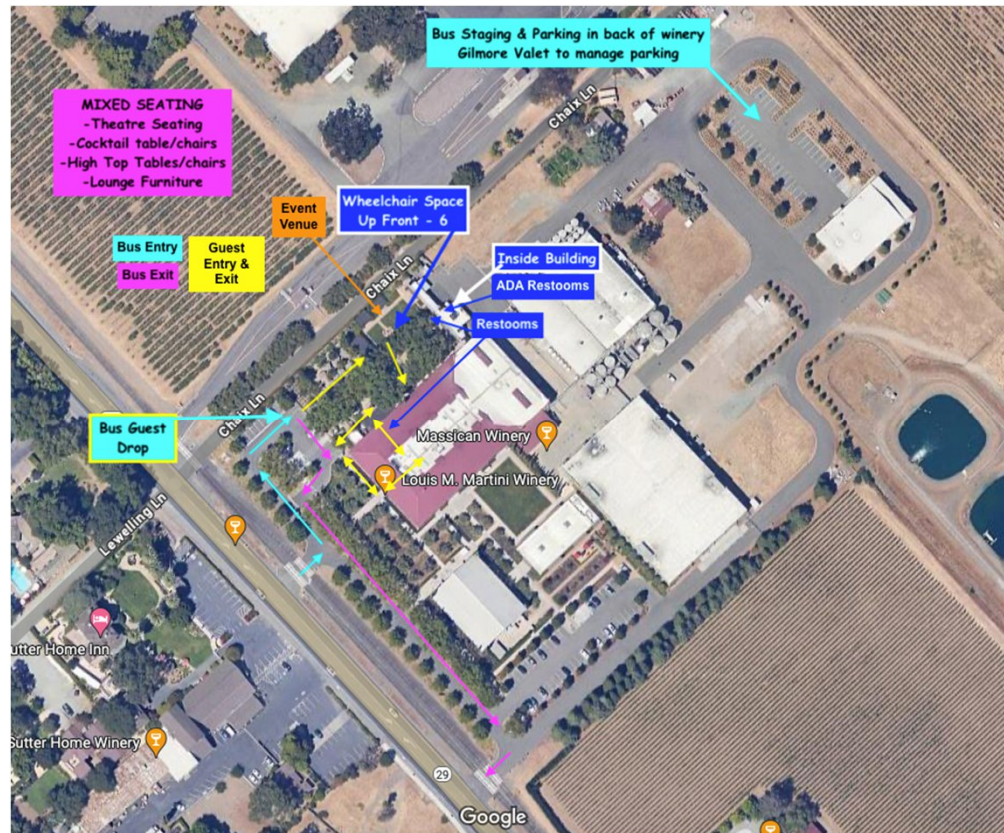 Bus Staging & Parking in back of winery
Gilmore Valet to manage parking
MIXED SEATING
-Theatre Seating
-Cocktail table/chairs
-High Top Tables/chairs
-Lounge Furniture
Chaix Ln
Event
Venue
Wheelchair Space
Up Front - 6
Bus Entry
Guest
Entry &
Exit
Bus Exit
Inside Building
Chaix Ln
ADA Restooms
Restooms
Bus Guest
Drop
Chaix Ln
Massican Winery
Louis M. Martini Winery
Lewelling Ln
utter Home Inn
Sutter Home Winery
29
Google